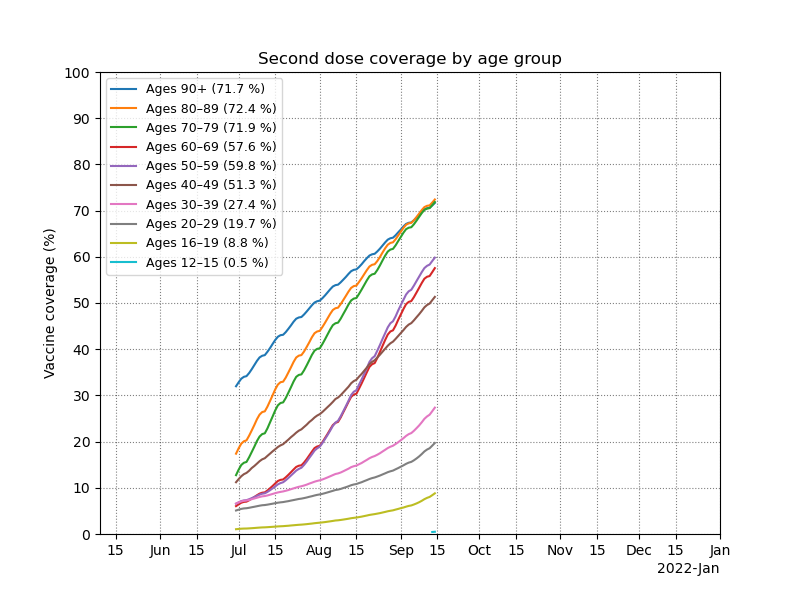 Second dose coverage by age group
Vaccine coverage (%)
100
90
80
70
60
50
40
30
20
10
0
Ages 90+ (71.7 %)
Ages 80–89 (72.4 %)
Ages 70–79 (71.9 %)
Ages 60–69 (57.6 %)
Ages 50–59 (59.8 %)
Ages 40–49 (51.3 %)
Ages 30–39 (27.4 %)
Ages 20–29 (19.7 %)
Ages 16–19 (8.8 %)
Ages 12–15 (0.5 %)
15 Jun 15 Jul 15 Aug 15 Sep 15 Oct 15 Nov 15 Dec 15 Jan
2022-Jan